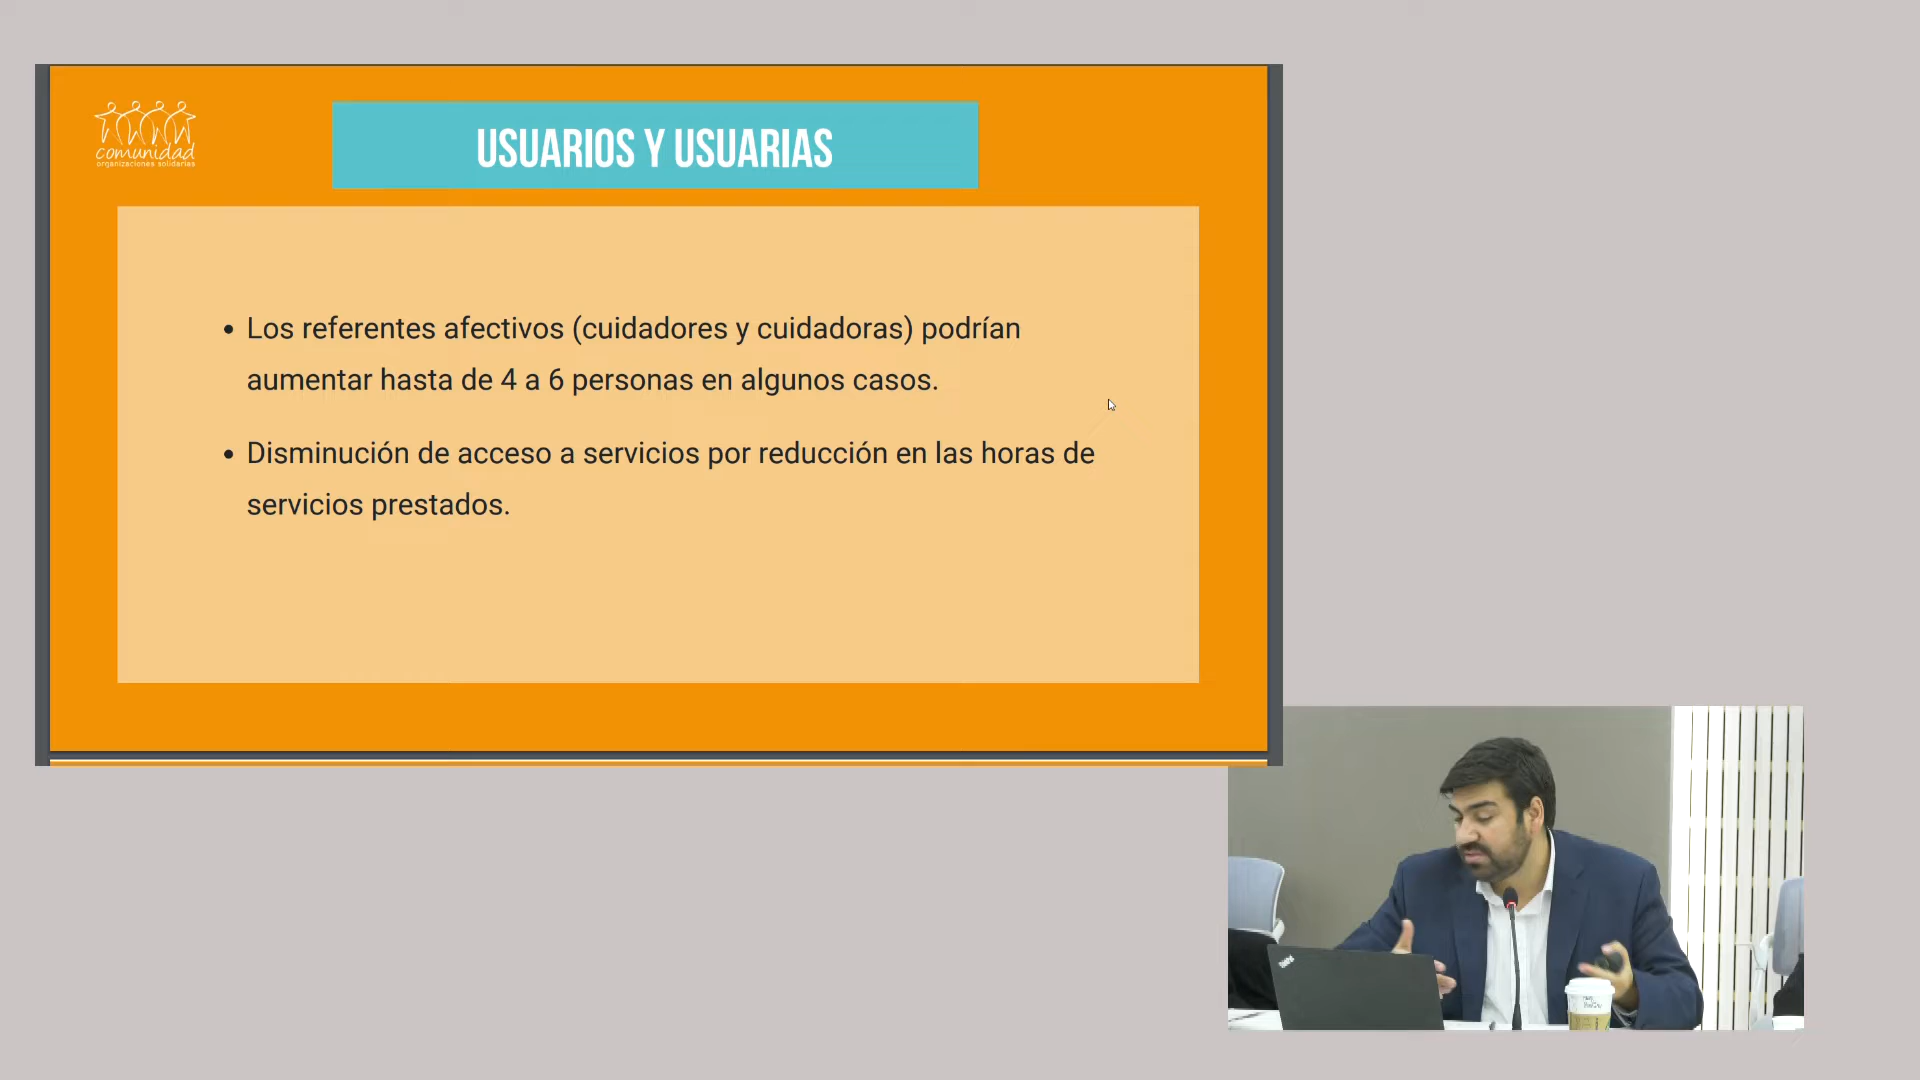 comunidad
organizaciones solidarias
USUARIOS Y USUARIAS
• Los referentes afectivos (cuidadores y cuidadoras) podrían
aumentar hasta de 4 a 6 personas en algunos casos.
• Disminución de acceso a servicios por reducción en las horas de
servicios prestados.